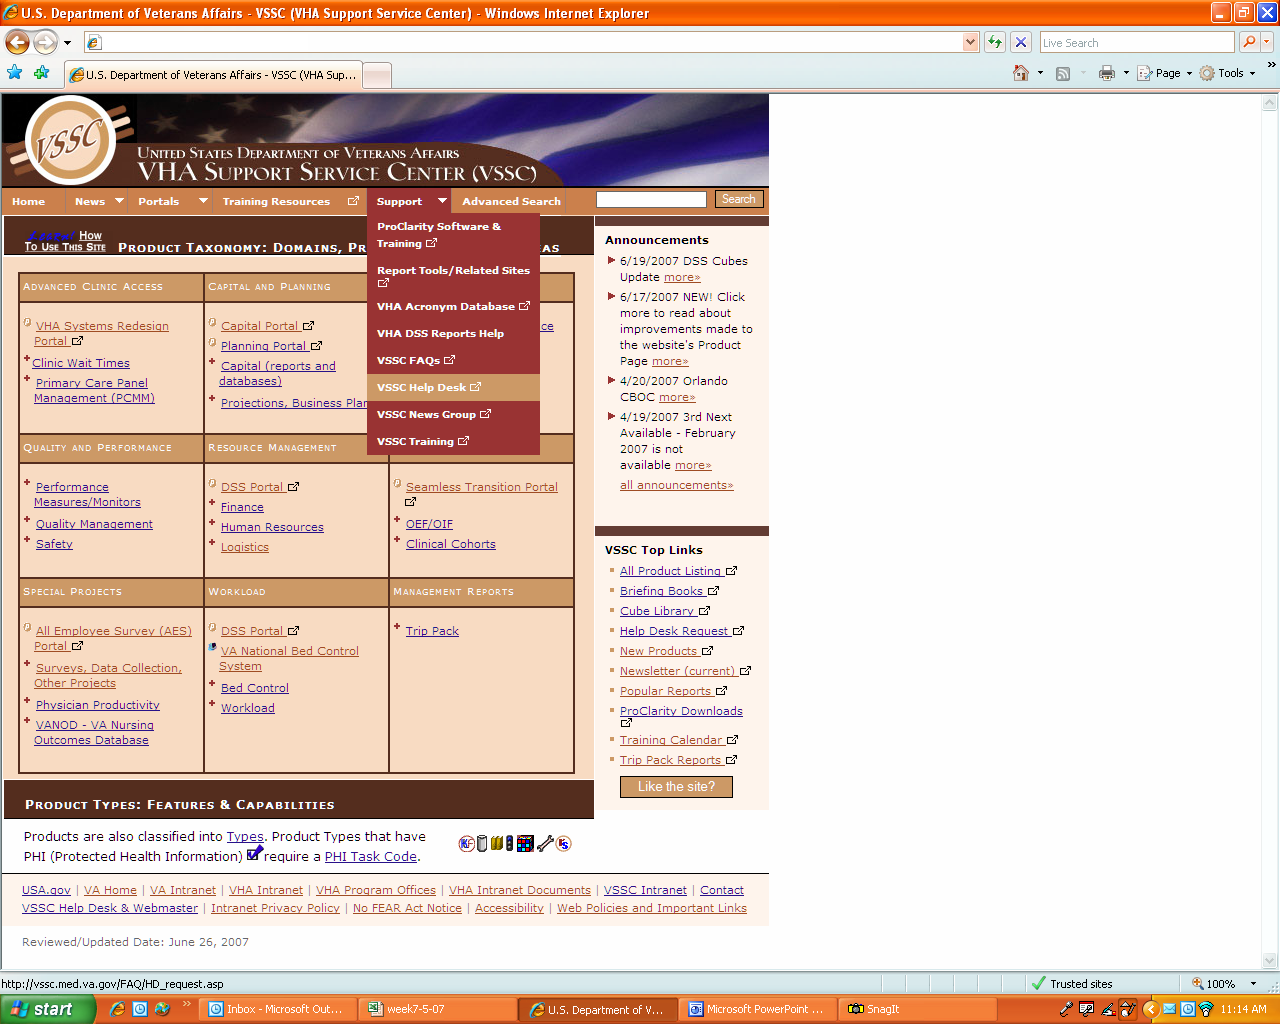 U.S. Department of Veterans Affairs - VSSC (VHA Support Service Center) - Windows Internet Explorer
Live Search
U.S. Department of Veterans Affairs - VSSC (VHA Sup...
Page
Tools
VSSC
UNITED STATES DEPARTMENT OF VETERANS AFFAIRS
VHA SUPPORT SERVICE CENTER (VSSC)
Home News Portals Training Resources Support Advanced Search
Search
How
To Use This Site
PRODUCT TAXONOMY: DOMAINS, PR
EAS
ProClarity Software &
Training
Report Tools/Related Sites
VHA Acronym Database
VHA DSS Reports Help
VSSC FAQs
VSSC Help Desk
VSSC News Group
VSSC Training
ADVANCED CLINIC ACCESS
VHA Systems Redesign
Portal
Clinic Wait Times
Primary Care Panel
Management (PCMM)
CAPITAL AND PLANNING
Capital Portal
Planning Portal
Capital (reports and
databases)
Projections, Business Plan
ce
QUALITY AND PERFORMANCE
Performance
Measures/Monitors
Quality Management
Safety
RESOURCE MANAGEMENT
DSS Portal
Finance
Human Resources
Logistics
Seamless Transition Portal
OEF/OIF
Clinical Cohorts
SPECIAL PROJECTS
All Employee Survey (AES)
Portal
Surveys, Data Collection,
Other Projects
Physician Productivity
VANOD - VA Nursing
Outcomes Database
WORKLOAD
DSS Portal
VA National Bed Control
System
Bed Control
Workload
MANAGEMENT REPORTS
Trip Pack
Announcements
6/19/2007 DSS Cubes
Update more»
6/17/2007 NEW! Click
more to read about
improvements made to
the website's Product
Page more»
4/20/2007 Orlando
CBOC more»
4/19/2007 3rd Next
Available - February
2007 is not
available more»
all announcements»
VSSC Top Links
All Product Listing
Briefing Books
Cube Library
Help Desk Request
New Products
Newsletter (current)
Popular Reports
ProClarity Downloads
Training Calendar
Trip Pack Reports
Like the site?
PRODUCT TYPES: FEATURES & CAPABILITIES
Products are also classified into Types. Product Types that have
PHI (Protected Health Information) require a PHI Task Code.
USA.gov | VA Home | VA Intranet | VHA Intranet | VHA Program Offices | VHA Intranet Documents | VSSC Intranet | Contact
VSSC Help Desk & Webmaster | Intranet Privacy Policy | No FEAR Act Notice | Accessibility | Web Policies and Important Links
Reviewed/Updated Date: June 26, 2007
http://vssc.med.va.gov/FAQ/HD_request.asp
Trusted sites
100%
start
Inbox - Microsoft Out...
week7-5-07
U.S. Department of V...
Microsoft PowerPoint ...
SnagIt
11:14 AM